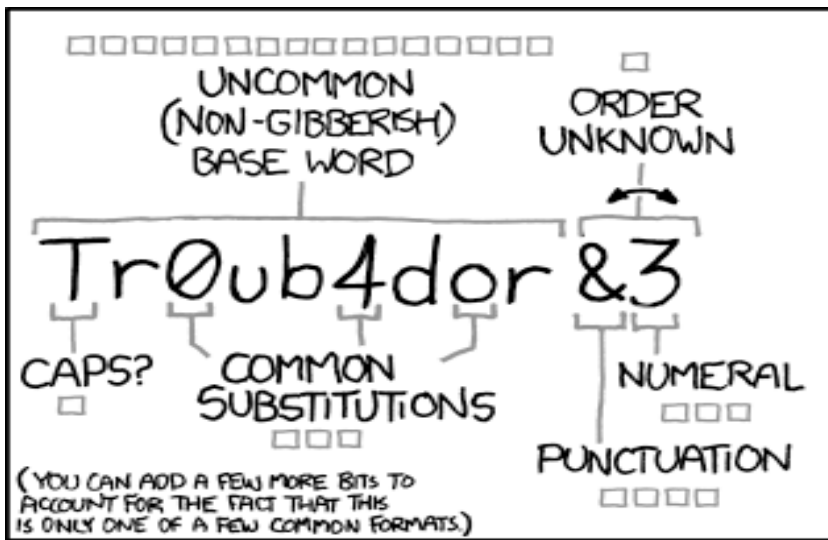 UNCOMMON
(NON-GIBBERISH)
BASE WORD
ORDER
UNKNOWN
Tr0ub4dor &3
CAPS?
COMMON
SUBSTITUTIONS
NUMERAL
PUNCTUATION
(YOU CAN ADD A FEW MORE BITS TO
ACCOUNT FOR THE FACT THAT THIS
IS ONLY ONE OF A FEW COMMON FORMATS.)